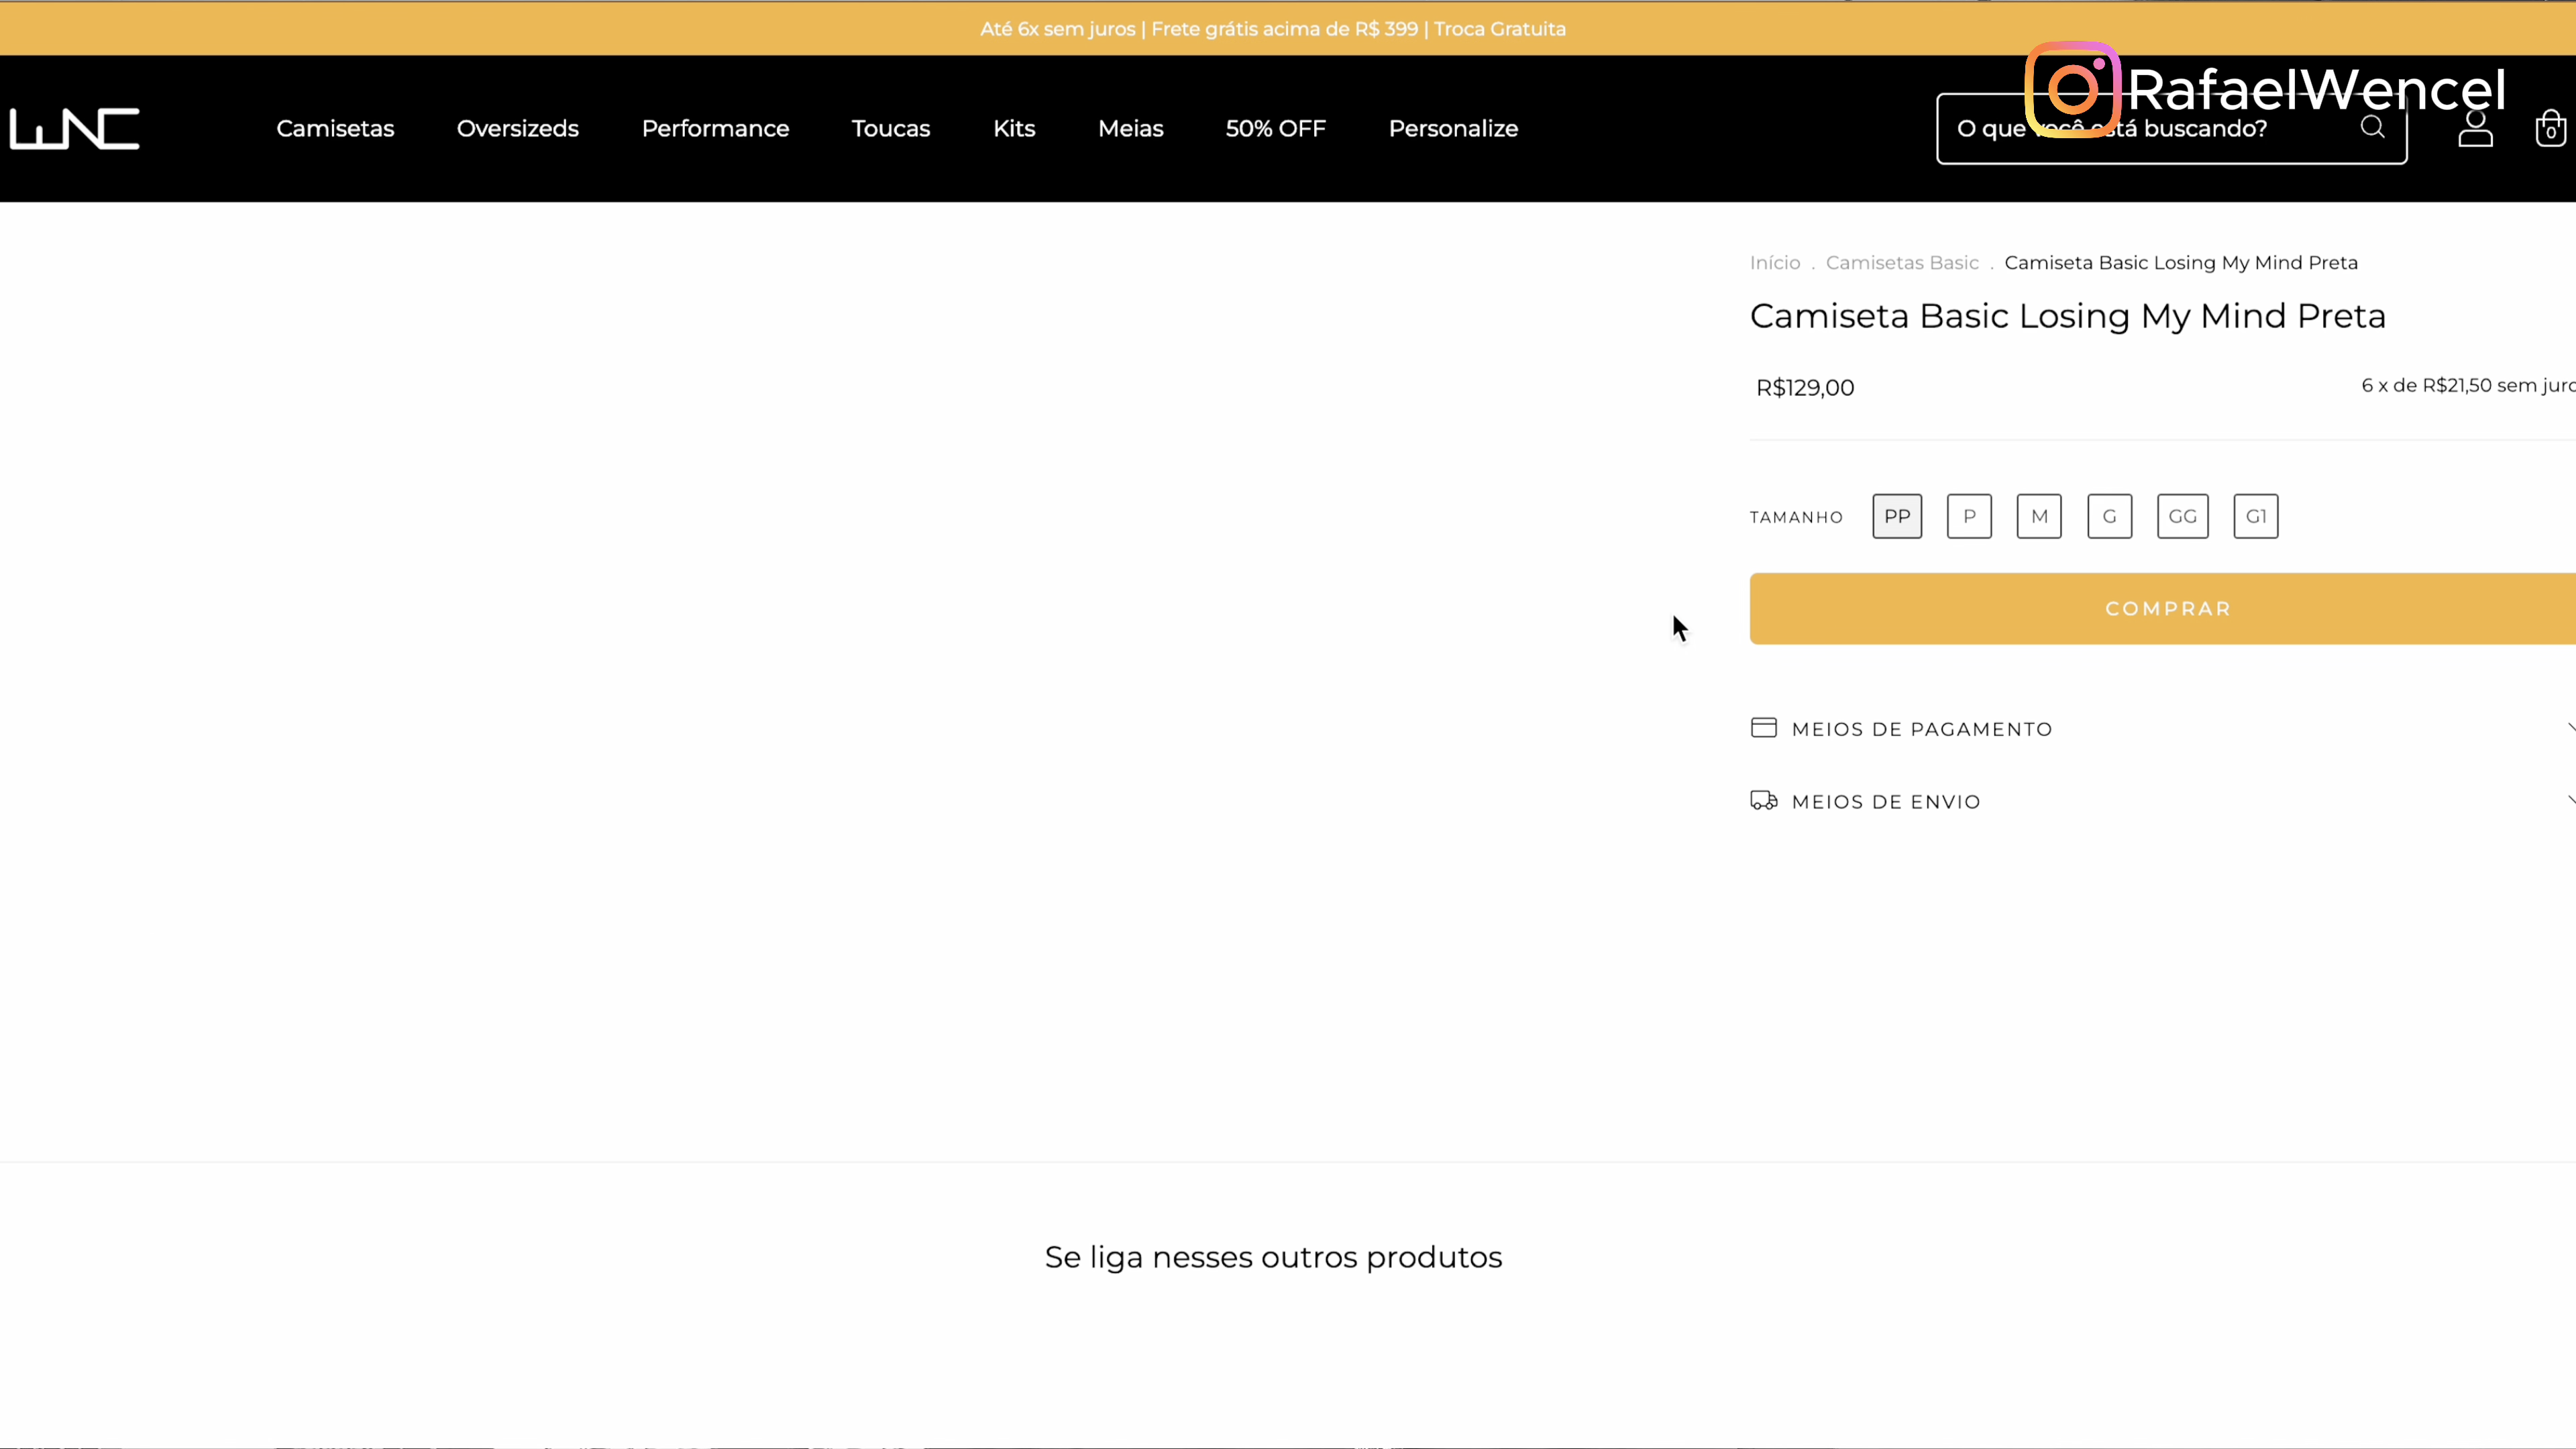 Até 6x sem juros | Frete grátis acima de R$ 399 | Troca Gratuita
RafaelWencel
WNC
Camisetas Oversizeds Performance Toucas Kits Meias 50% OFF Personalize
O que você está buscando?
0
Início . Camisetas Basic . Camiseta Basic Losing My Mind Preta
Camiseta Basic Losing My Mind Preta
R$129,00
6 x de R$21,50 sem
TAMANHO PP P M G GG G1
COMPRAR
MEIOS DE PAGAMENTO
MEIOS DE ENVIO
Se liga nesses outros produtos